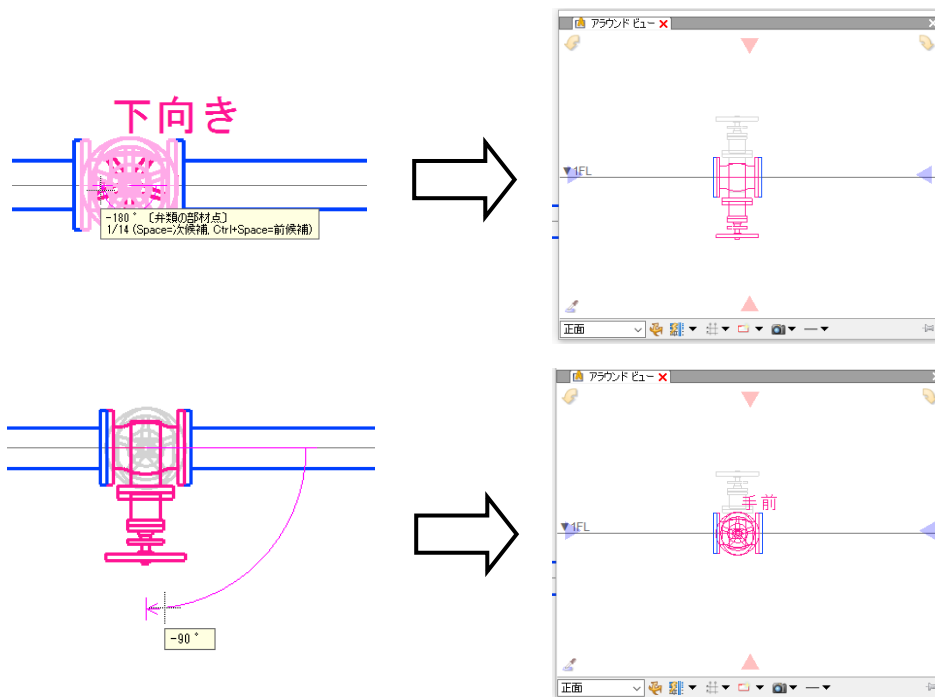 アラウンド ビュー
下向き
▼1FL
-180°〔弁類の部材点〕
1/14 (Space=次候補, Ctrl+Space=前候補)
正面
アラウンド ビュー
手前
▼1FL
-90°
正面